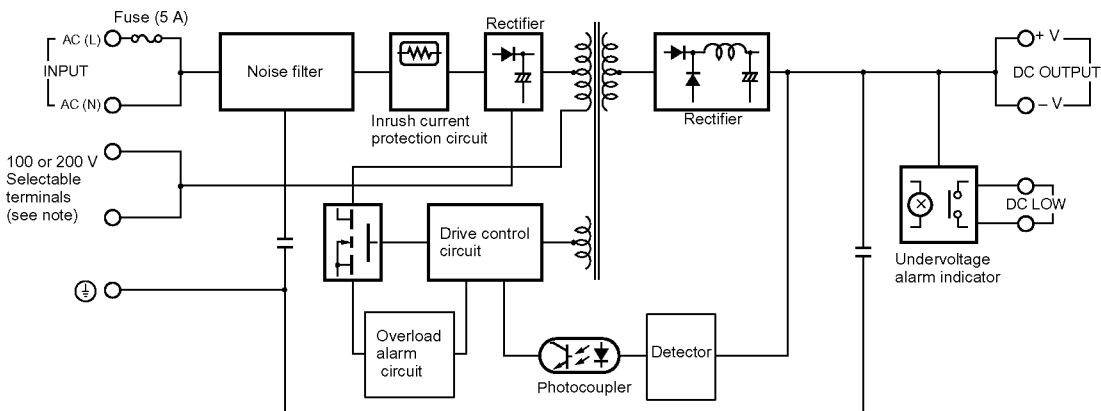 Fuse (5 A)
AC (L)
INPUT
AC (N)
Noise filter
Inrush current
protection circuit
Rectifier
Rectifier
+ V
DC OUTPUT
– V
100 or 200 V
Selectable
terminals
(see note)
Drive control
circuit
DC LOW
Undervoltage
alarm indicator
Overload
alarm
circuit
Photocoupler
Detector